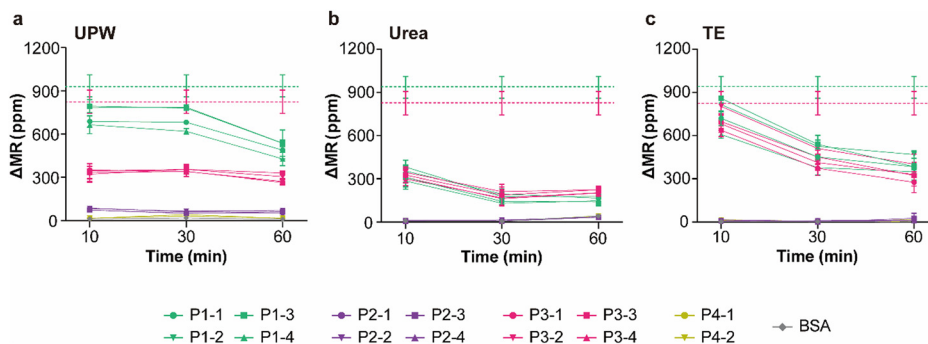 a UPW
b Urea
c TE
ΔMR (ppm)
1200
900
600
300
0
10 30 60
Time (min)
ΔMR (ppm)
1200
900
600
300
0
10 30 60
Time (min)
ΔMR (ppm)
1200
900
600
300
0
10 30 60
Time (min)
P1-1 P1-3 P2-1 P2-3 P3-1 P3-3 P4-1 BSA
P1-2 P1-4 P2-2 P2-4 P3-2 P3-4 P4-2